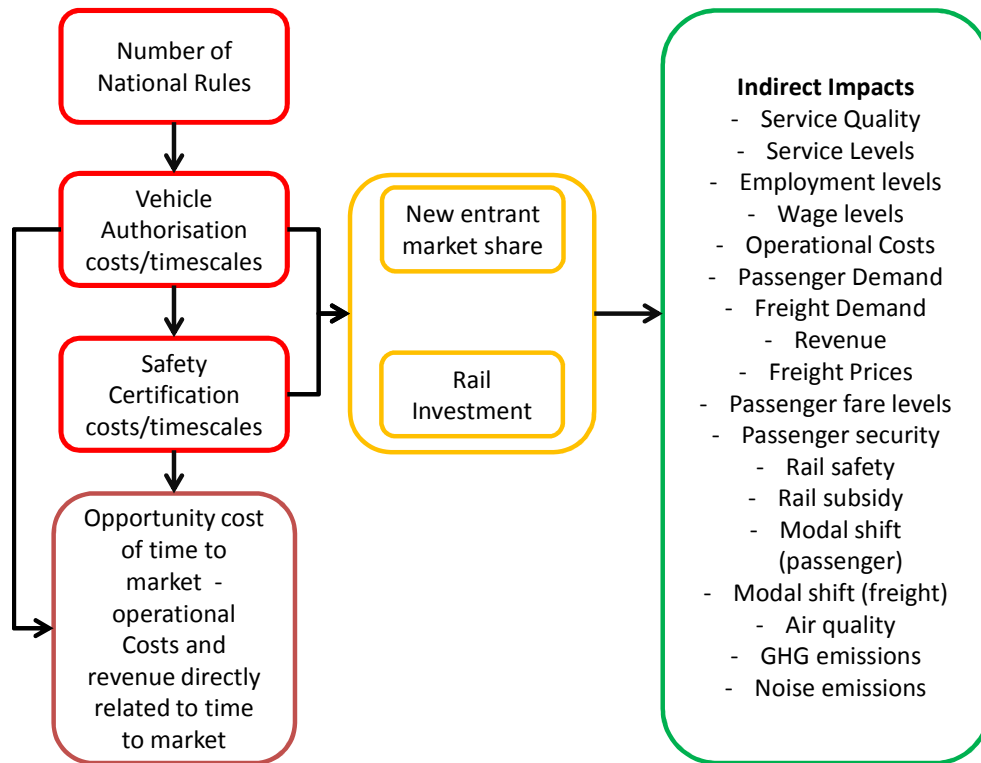 Number of
National Rules
Vehicle
Authorisation
costs/timescales
Safety
Certification
costs/timescales
Opportunity cost
of time to
market  -
operational
Costs and
revenue directly
related to time
to market
New entrant
market share
Rail
Investment
Indirect Impacts
- Service Quality
- Service Levels
- Employment levels
- Wage levels
- Operational Costs
- Passenger Demand
- Freight Demand
- Revenue
- Freight Prices
- Passenger fare levels
- Passenger security
- Rail safety
- Rail subsidy
- Modal shift
(passenger)
- Modal shift (freight)
- Air quality
- GHG emissions
- Noise emissions